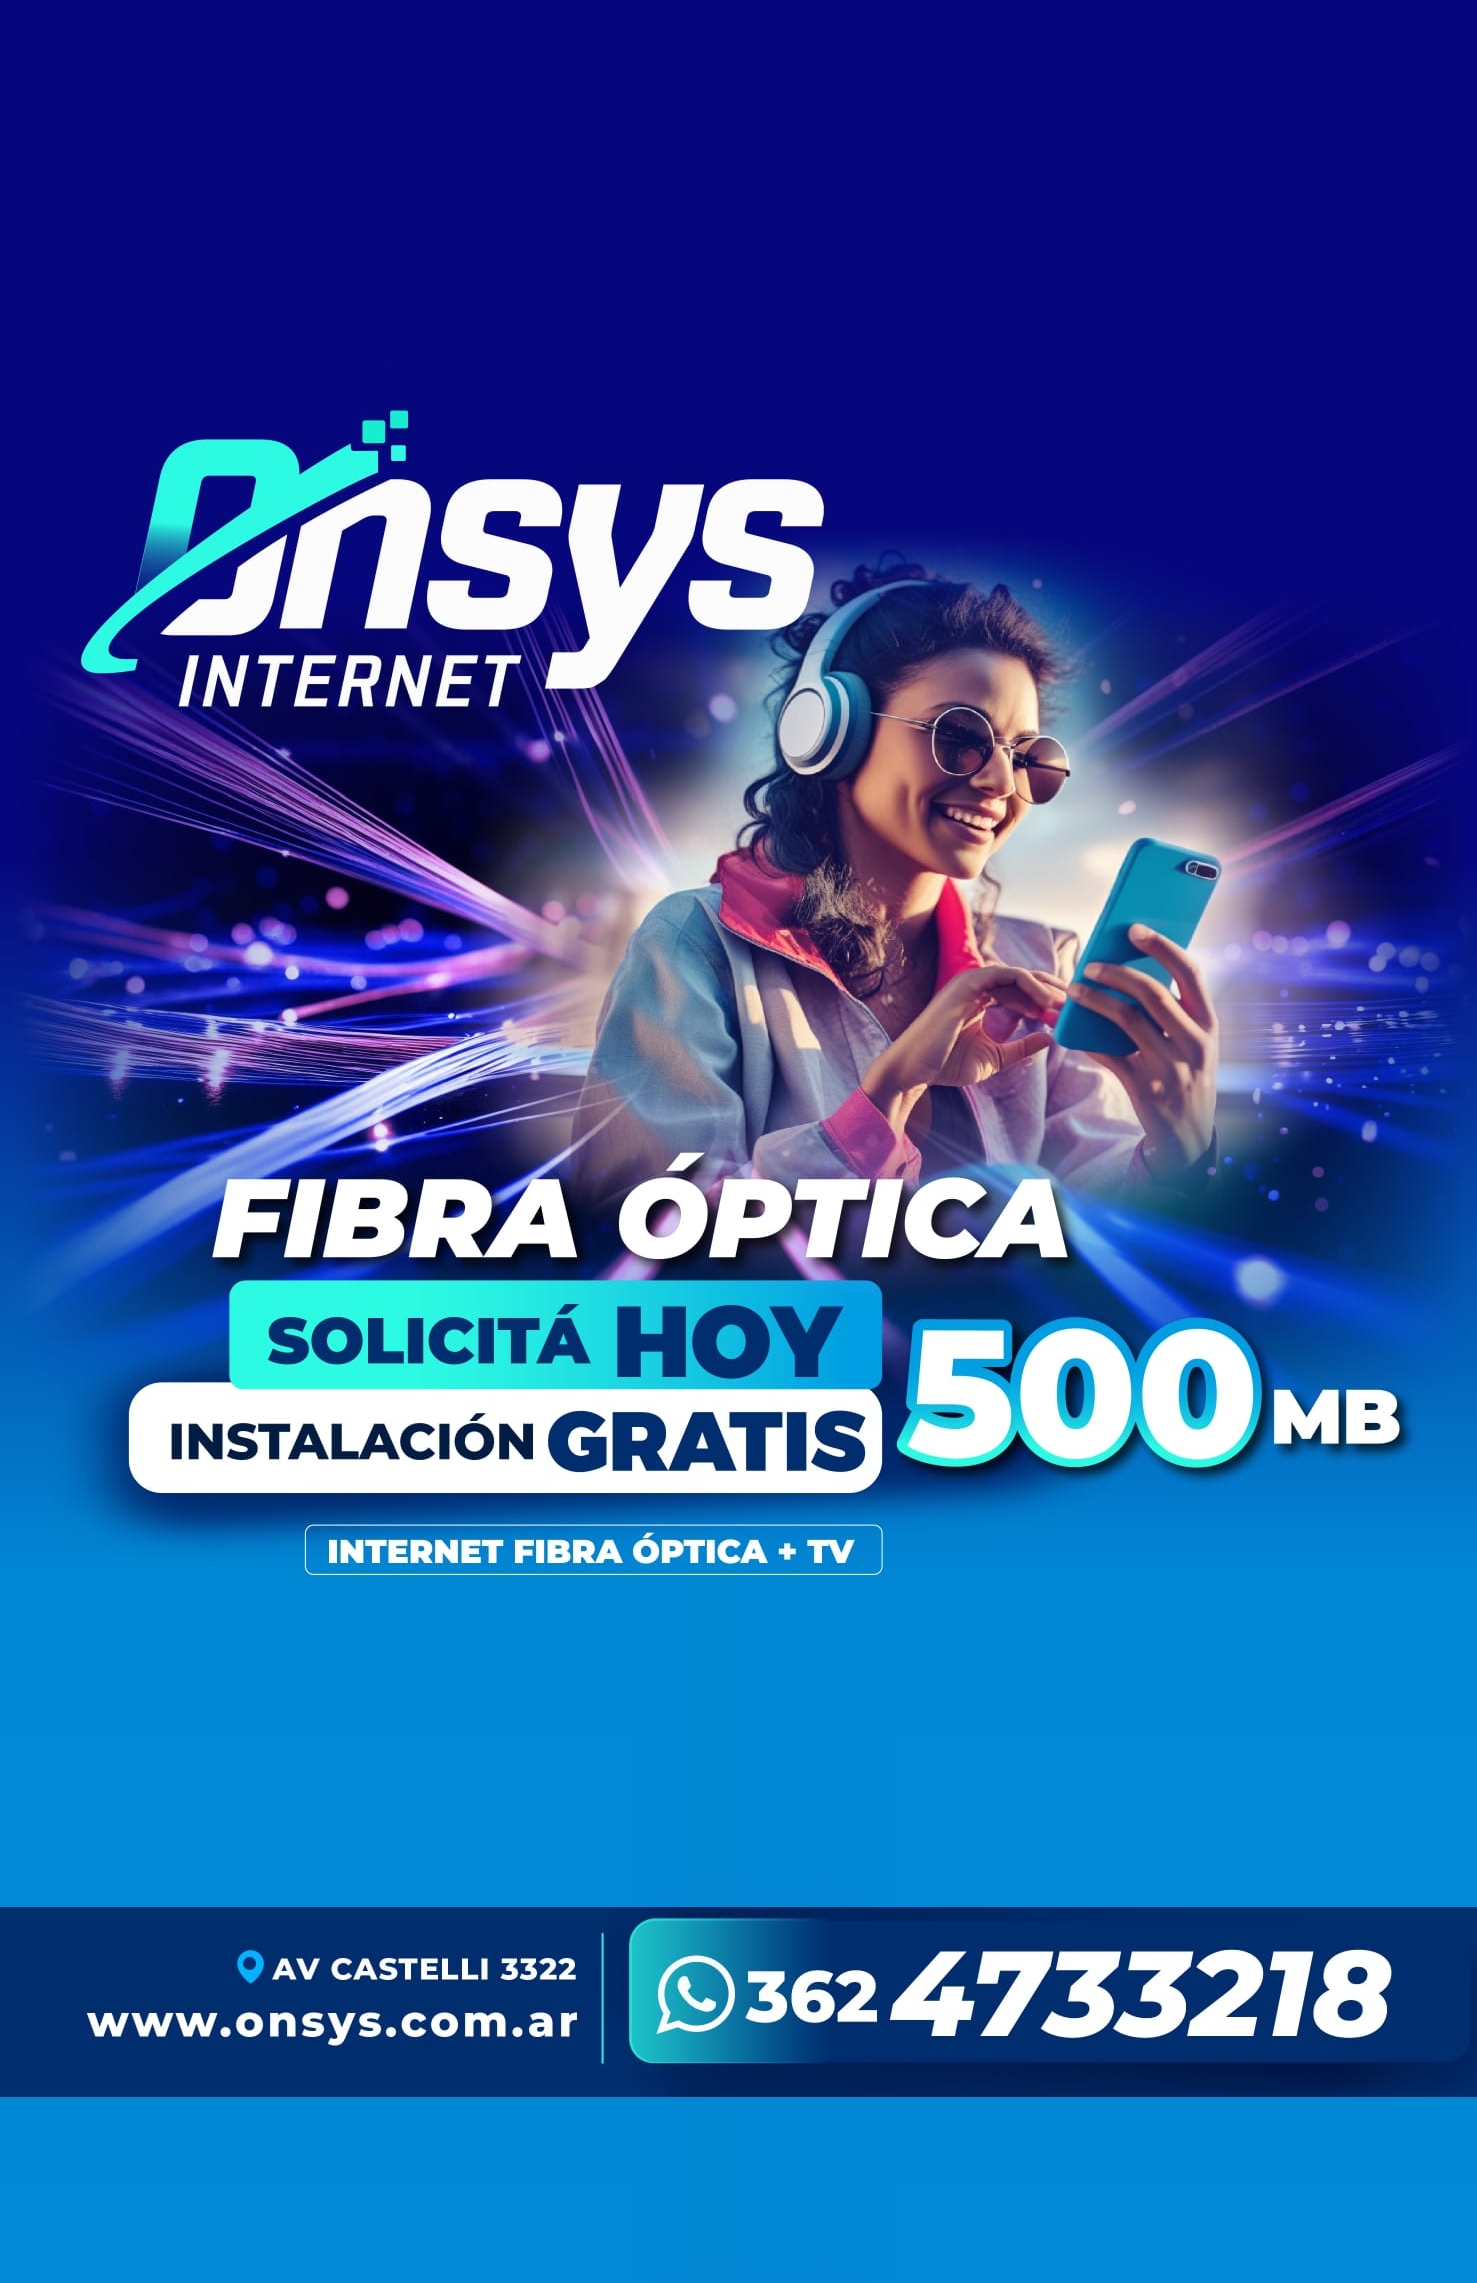 Onsys
INTERNET
FIBRA ÓPTICA
SOLICITÁ HOY
INSTALACIÓN GRATIS
500 MB
INTERNET FIBRA ÓPTICA + TV
AV CASTELLI 3322
www.onsys.com.ar
362 4733218